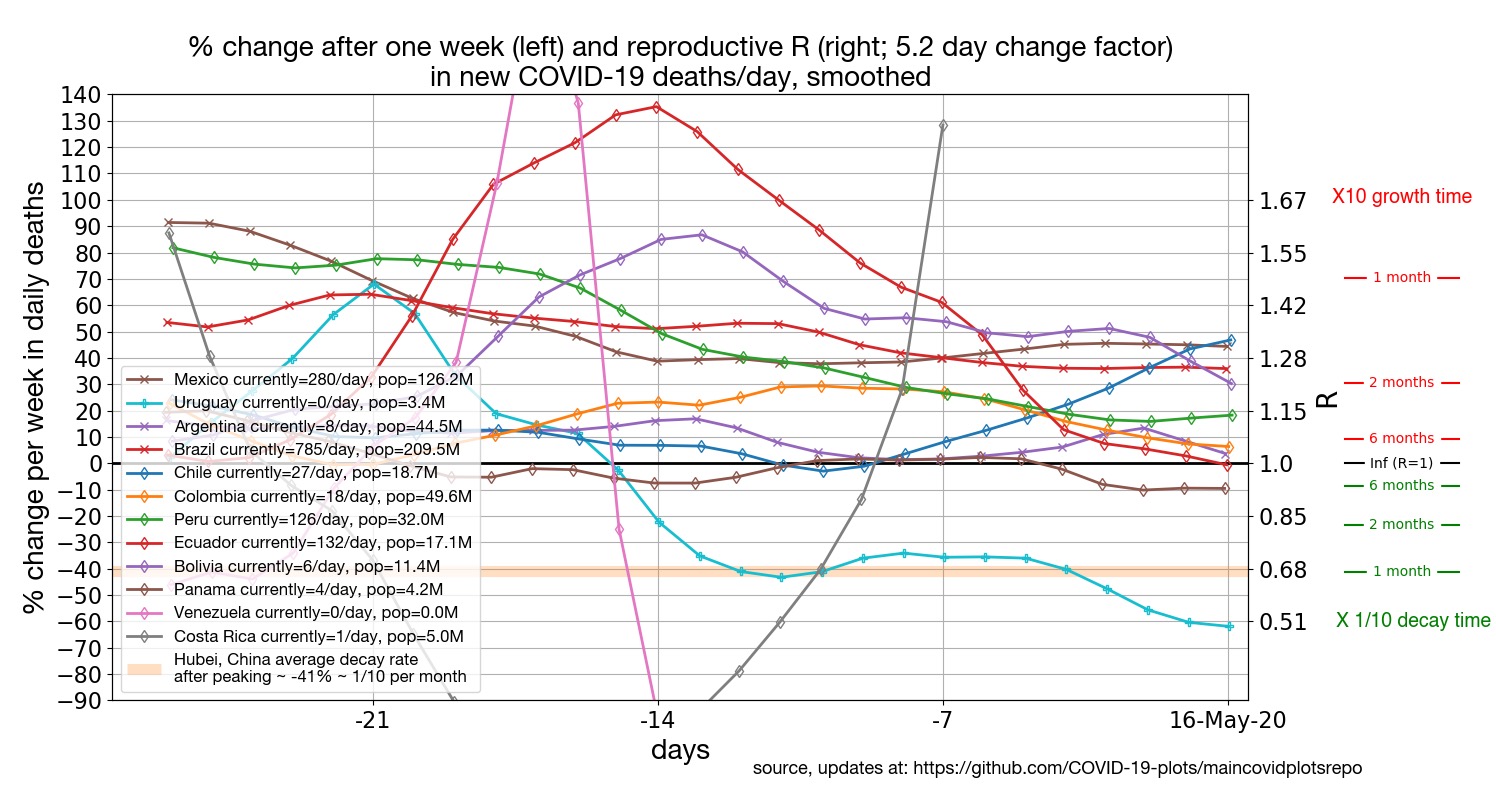 % change after one week (left) and reproductive R (right; 5.2 day change factor)
in new COVID-19 deaths/day, smoothed
% change per week in daily deaths
140
130
120
110
100
90
80
70
60
50
40
30
20
10
0
−10
−20
−30
−40
−50
−60
−70
−80
−90
Mexico currently=280/day, pop=126.2M
Uruguay currently=0/day, pop=3.4M
Argentina currently=8/day, pop=44.5M
Brazil currently=785/day, pop=209.5M
Chile currently=27/day, pop=18.7M
Colombia currently=18/day, pop=49.6M
Peru currently=126/day, pop=32.0M
Ecuador currently=132/day, pop=17.1M
Bolivia currently=6/day, pop=11.4M
Panama currently=4/day, pop=4.2M
Venezuela currently=0/day, pop=0.0M
Costa Rica currently=1/day, pop=5.0M
Hubei, China average decay rate
after peaking ~ -41% ~ 1/10 per month
-21
-14
-7
16-May-20
days
1.67
1.55
1.42
1.28
1.15
1.0
0.85
0.68
0.51
R
X10 growth time
1 month
2 months
6 months
Inf (R=1)
6 months
2 months
1 month
X 1/10 decay time
source, updates at: https://github.com/COVID-19-plots/maincovidplotsrepo